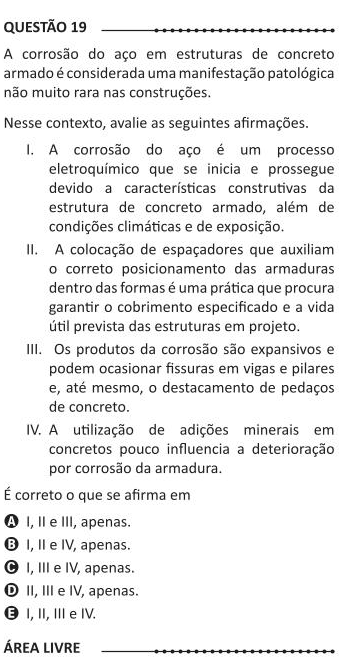 QUESTÃO 19
A corrosão do aço em estruturas de concreto
armado é considerada uma manifestação patológica
não muito rara nas construções.
Nesse contexto, avalie as seguintes afirmações.
I. A corrosão do aço é um processo
eletroquímico que se inicia e prossegue
devido a características construtivas da
estrutura de concreto armado, além de
condições climáticas e de exposição.
II. A colocação de espaçadores que auxiliam
o correto posicionamento das armaduras
dentro das formas é uma prática que procura
garantir o cobrimento especificado e a vida
útil prevista das estruturas em projeto.
III. Os produtos da corrosão são expansivos e
podem ocasionar fissuras em vigas e pilares
e, até mesmo, o destacamento de pedaços
de concreto.
IV. A utilização de adições minerais em
concretos pouco influencia a deterioração
por corrosão da armadura.
É correto o que se afirma em
A I, II e III, apenas.
B I, II e IV, apenas.
C I, III e IV, apenas.
D II, III e IV, apenas.
E I, II, III e IV.
ÁREA LIVRE